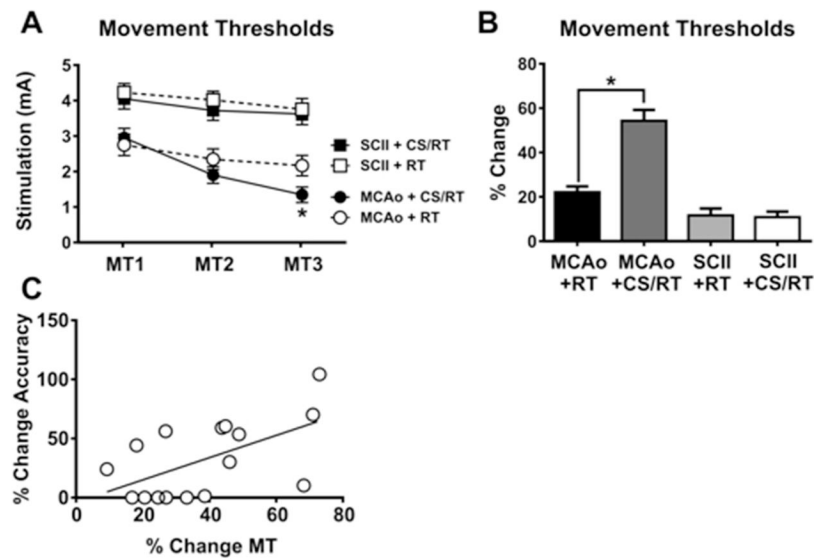 A
Movement Thresholds
Stimulation (mA)
5
4
3
2
1
0
MT1 MT2 MT3
*
SCII + CS/RT
SCII + RT
MCAo + CS/RT
MCAo + RT
B
Movement Thresholds
% Change
80
60
40
20
0
*
MCAo MCAo SCII SCII
+RT +CS/RT +RT +CS/RT
C
% Change Accuracy
150
100
50
0
0 20 40 60 80
% Change MT